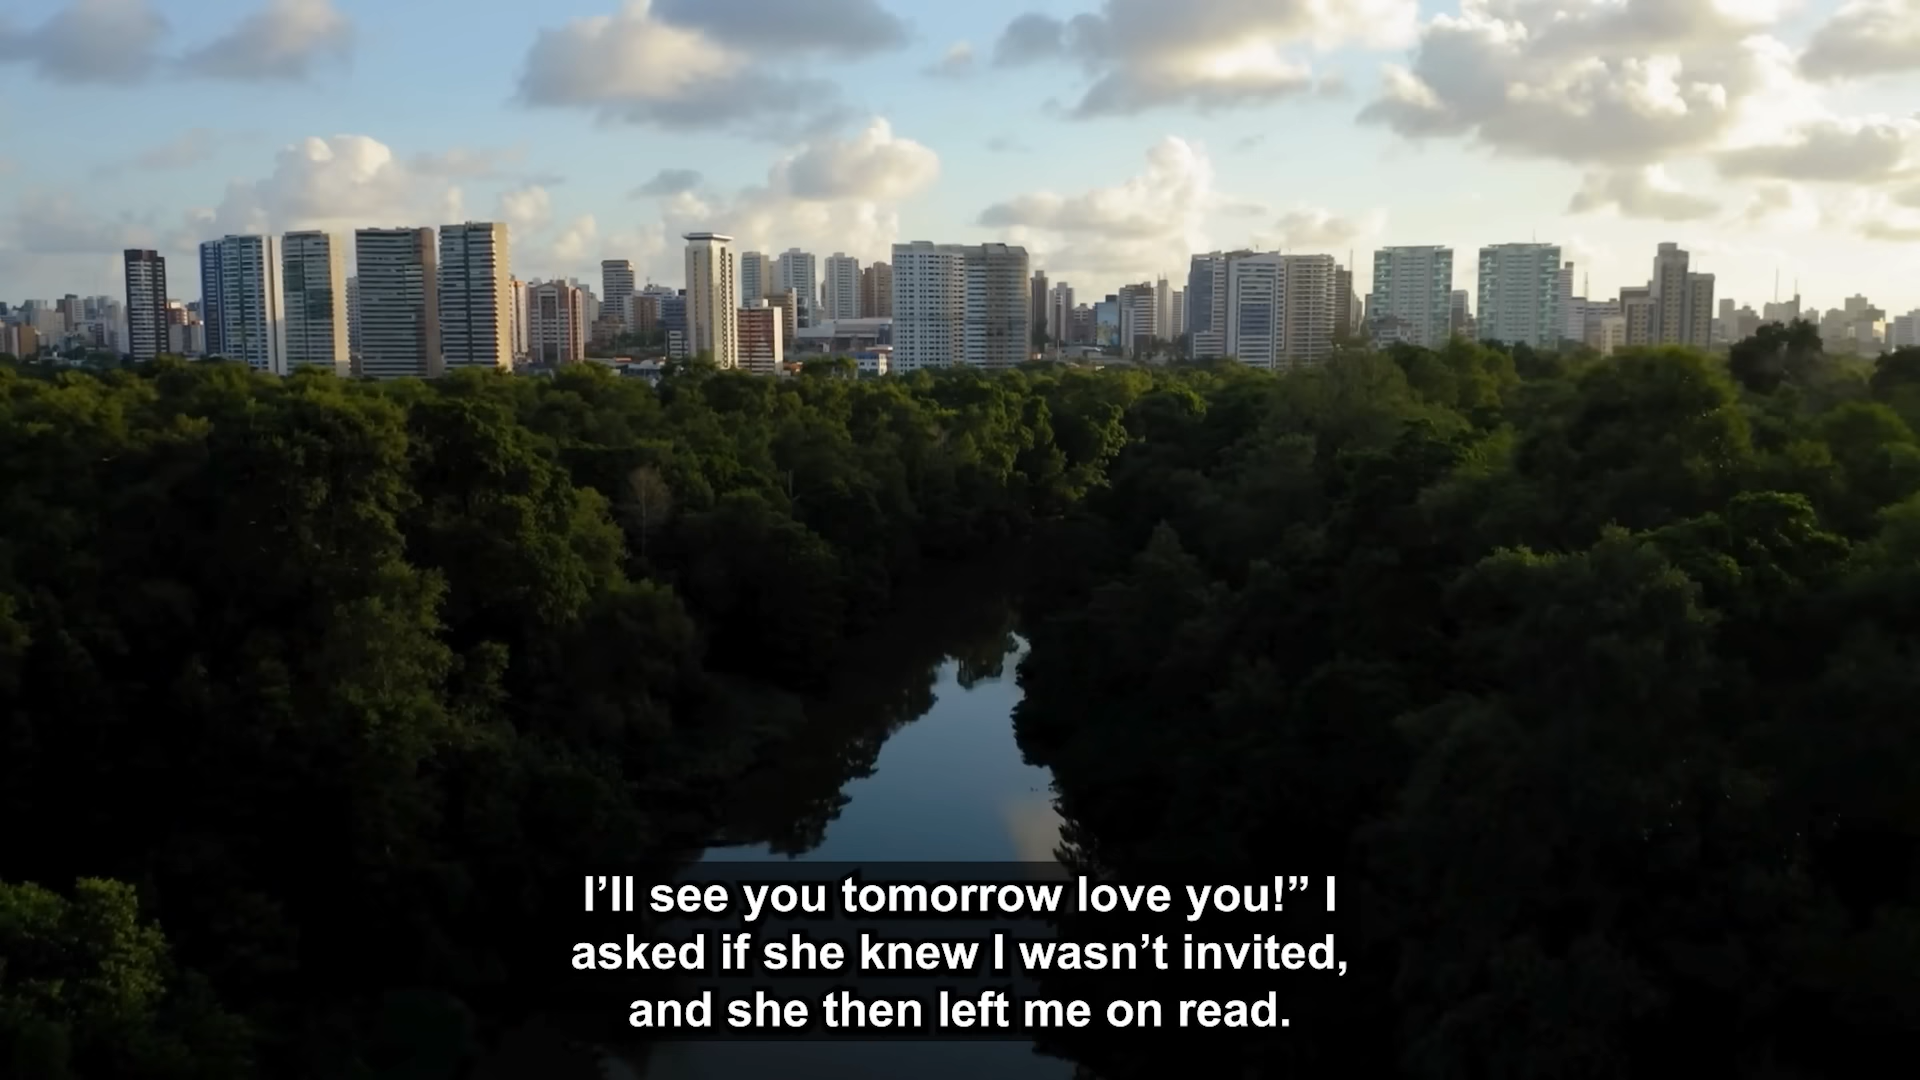 I’ll see you tomorrow love you!” I
asked if she knew I wasn’t invited,
and she then left me on read.